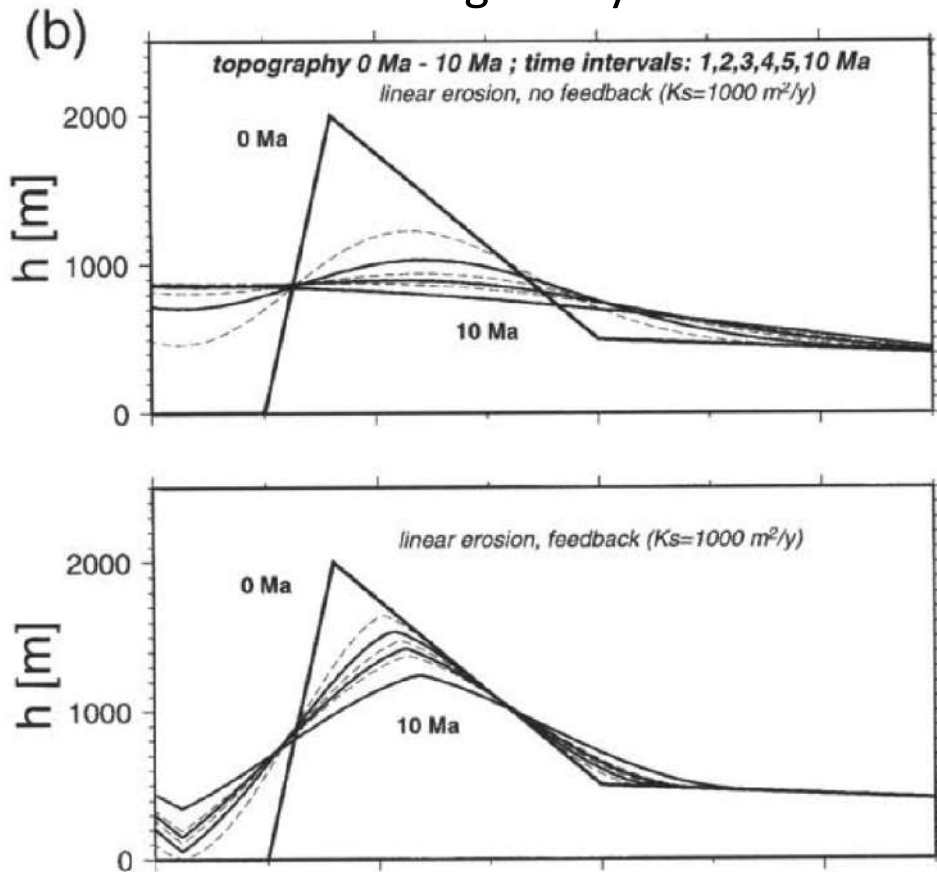 (b)
topography 0 Ma - 10 Ma ; time intervals: 1,2,3,4,5,10 Ma
linear erosion, no feedback (Ks=1000 m²/y)
2000
0 Ma
h [m]
1000
10 Ma
0
linear erosion, feedback (Ks=1000 m²/y)
2000
0 Ma
h [m]
1000
10 Ma
0